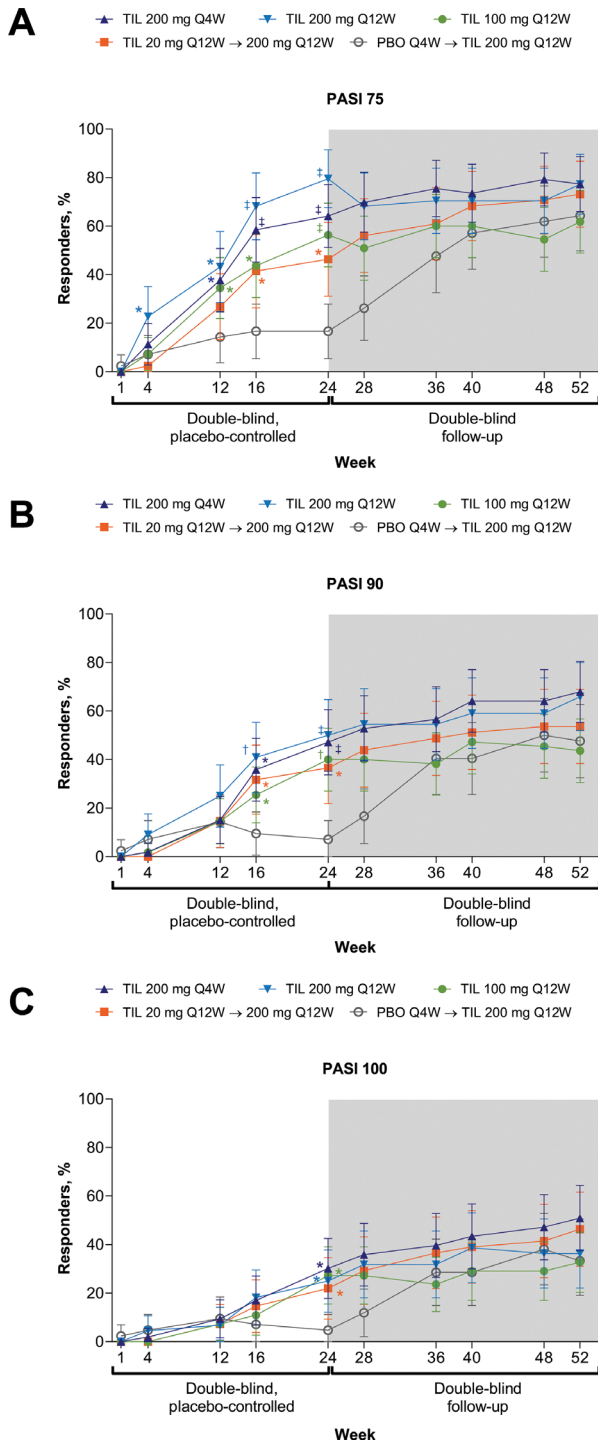 A
TIL 200 mg Q4W TIL 200 mg Q12W TIL 100 mg Q12W
TIL 20 mg Q12W → 200 mg Q12W PBO Q4W → TIL 200 mg Q12W
PASI 75
Responders, %
100
80
60
40
20
0
‡ ‡
‡ ‡ ‡
* * * * * * *
1 4 12 16 24 28 36 40 48 52
Double-blind, Double-blind
placebo-controlled follow-up
Week
B
TIL 200 mg Q4W TIL 200 mg Q12W TIL 100 mg Q12W
TIL 20 mg Q12W → 200 mg Q12W PBO Q4W → TIL 200 mg Q12W
PASI 90
Responders, %
100
80
60
40
20
0
† ‡
* ‡
* † *
*
1 4 12 16 24 28 36 40 48 52
Double-blind, Double-blind
placebo-controlled follow-up
Week
C
TIL 200 mg Q4W TIL 200 mg Q12W TIL 100 mg Q12W
TIL 20 mg Q12W → 200 mg Q12W PBO Q4W → TIL 200 mg Q12W
PASI 100
Responders, %
100
80
60
40
20
0
* *
* *
1 4 12 16 24 28 36 40 48 52
Double-blind, Double-blind
placebo-controlled follow-up
Week